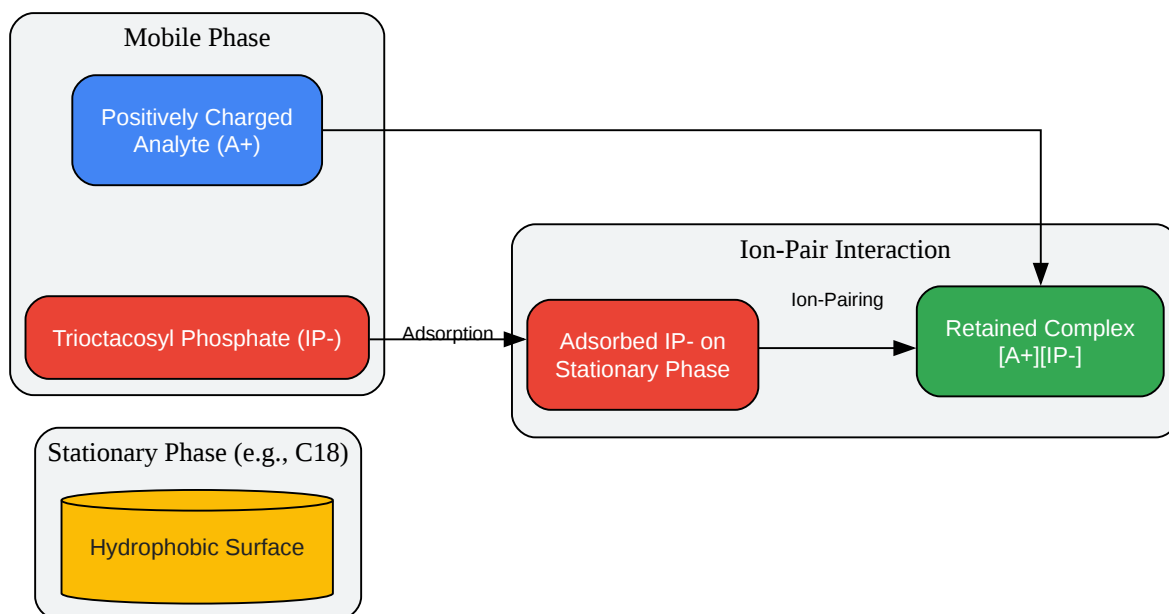 Mobile Phase
Positively Charged
Analyte (A+)
Trioctacosyl Phosphate (IP-)
Adsorption
Ion-Pair Interaction
Adsorbed IP- on
Stationary Phase
Ion-Pairing
Retained Complex
[A+][IP-]
Stationary Phase (e.g., C18)
Hydrophobic Surface